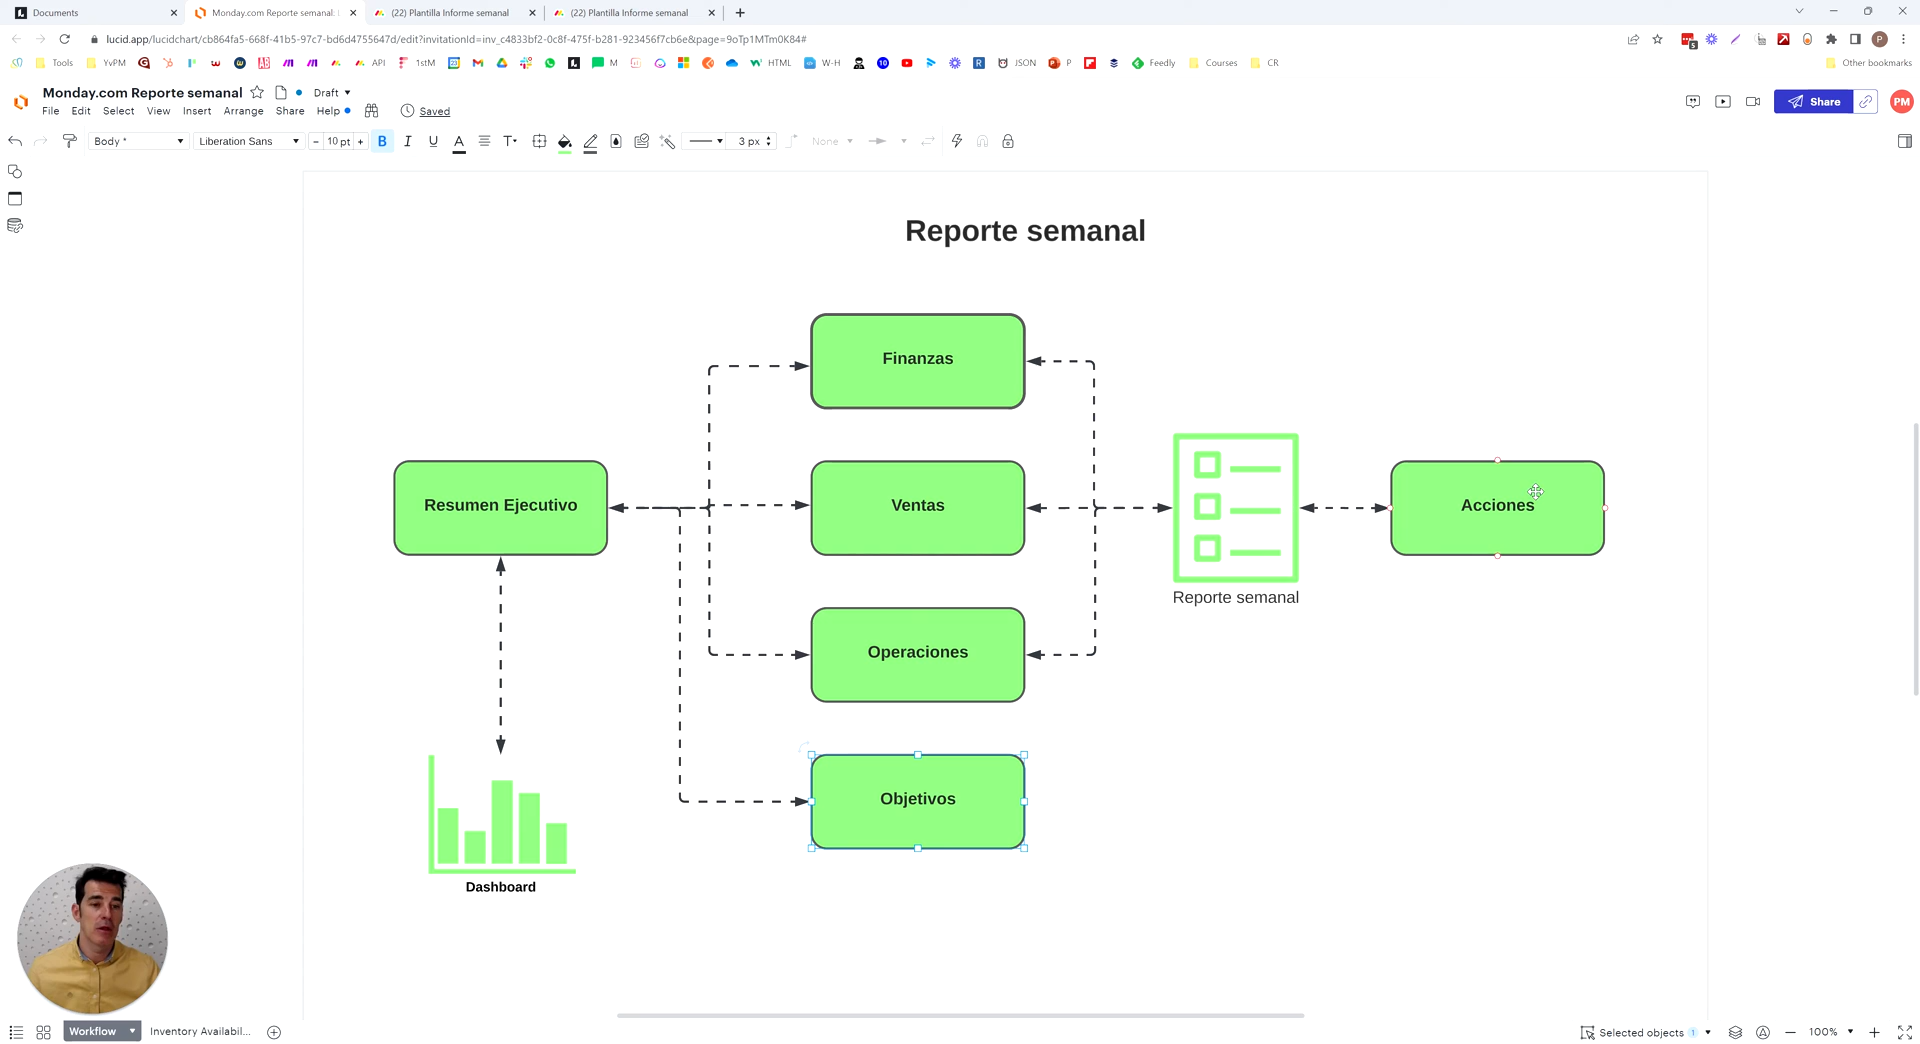 Documents
Monday.com Reporte semanal: L
(22) Plantilla Informe semanal
(22) Plantilla Informe semanal
lucid.app/lucidchart/cb864fa5-668f-41b5-97c7-bd6d4755647d/edit?invitationId=inv_c4833bf2-0c8f-475f-b281-923456f7cb6e&page=9oTp1MTm0K84#
Tools
YvPM
API
1stM
M
HTML
W-H
10
R
JSON
P
Feedly
Courses
CR
Other bookmarks
Monday.com Reporte semanal
Draft
File
Edit
Select
View
Insert
Arrange
Share
Help
Saved
Share
PM
Body *
Liberation Sans
10 pt
B
I
U
A
3 px
None
Reporte semanal
Finanzas
Resumen Ejecutivo
Ventas
Acciones
Reporte semanal
Operaciones
Objetivos
Dashboard
Workflow
Inventory Availabil...
Selected objects
1
100%